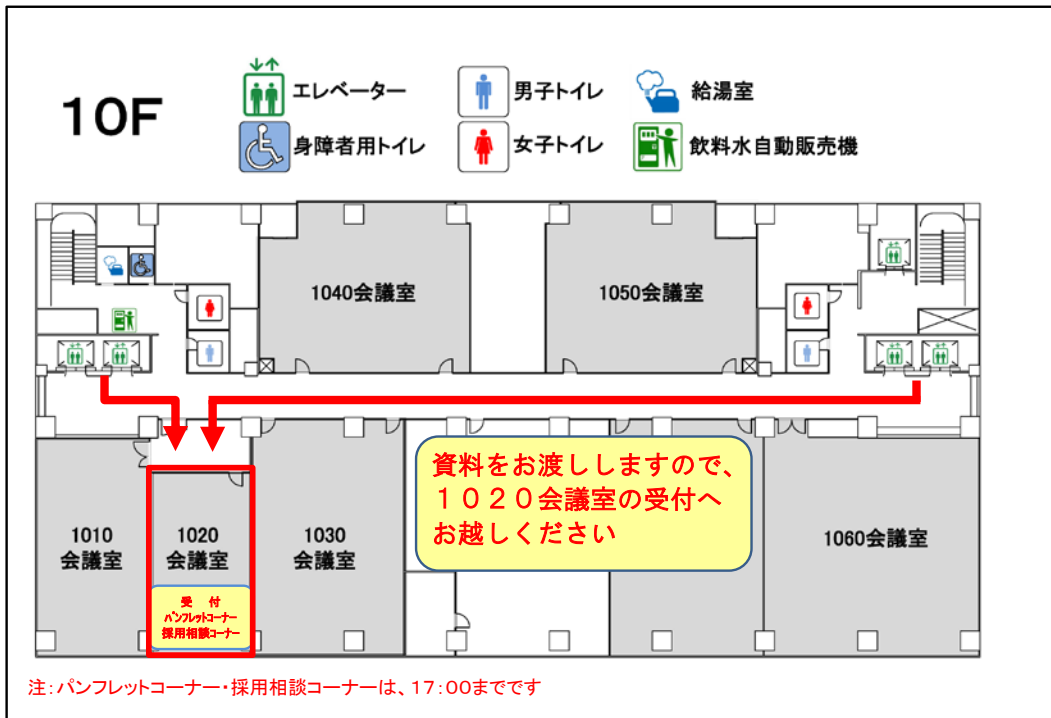 10F
エレベーター
男子トイレ
給湯室
身障者用トイレ
女子トイレ
飲料水自動販売機
1040会議室
1050会議室
資料をお渡ししますので、
１０２０会議室の受付へ
お越しください
1010
会議室
1020
会議室
1030
会議室
1060会議室
受　付
パンフレットコーナー
採用相談コーナー
注：パンフレットコーナー・採用相談コーナーは、17：00までです